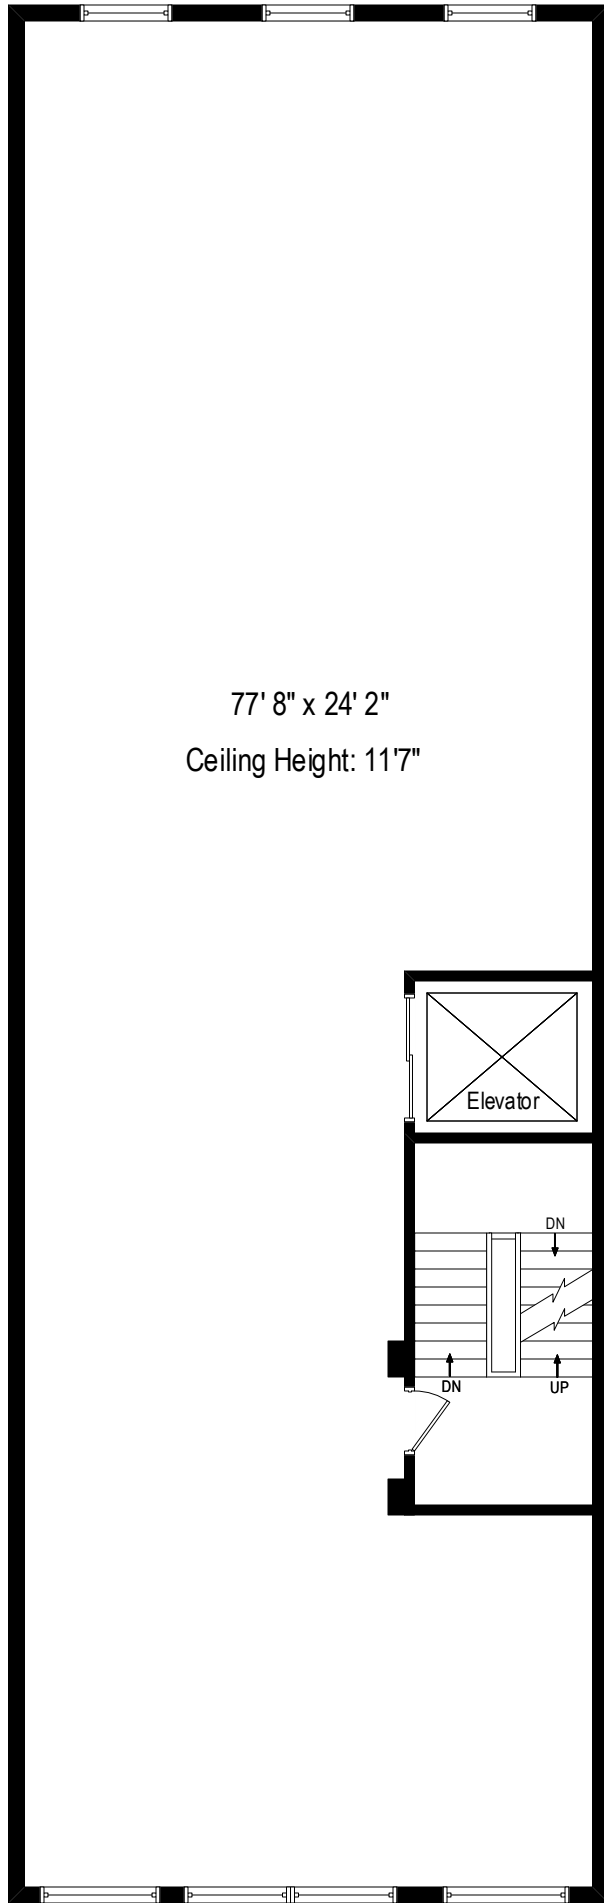 77' 8" x 24' 2"
Ceiling Height: 11'7"
Elevator
DN
DN
UP